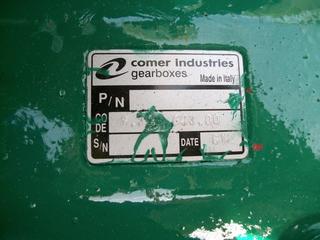 comer industries
gearboxes
Made in Italy
P/N
CODE
S/N DATE